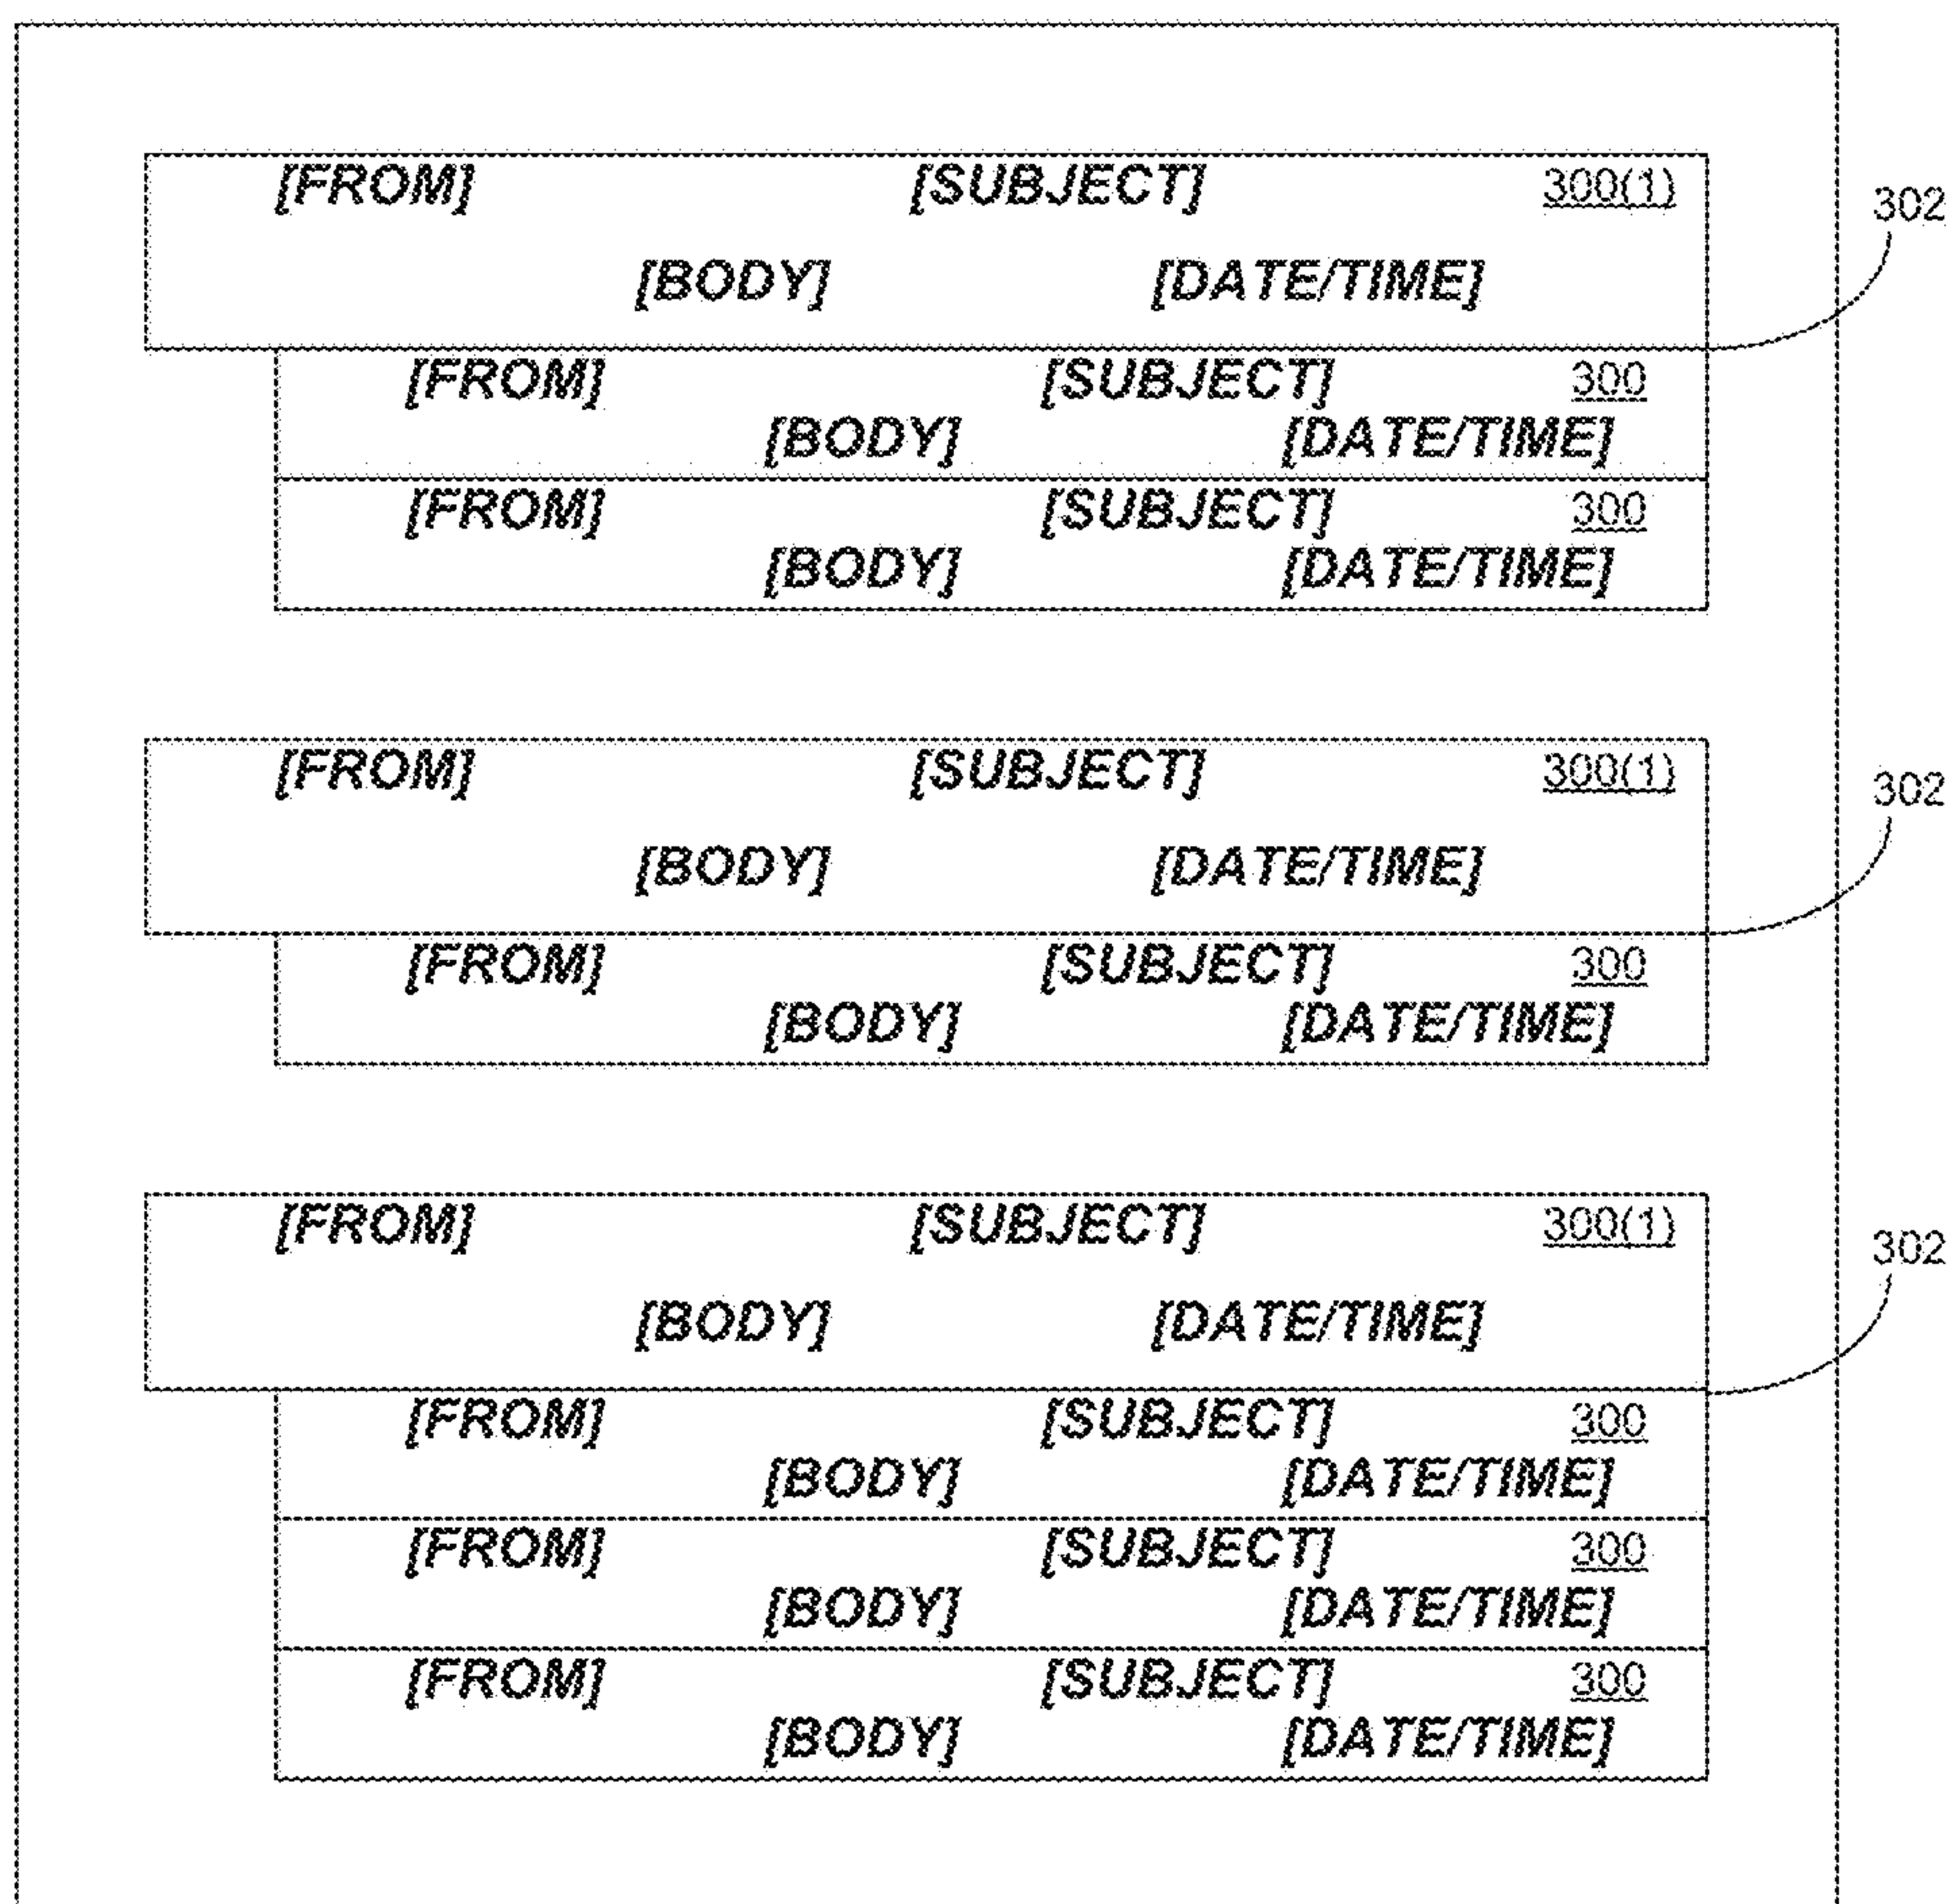 [FROM] [SUBJECT] 300(1)
302
[BODY] [DATE/TIME]
[FROM] [SUBJECT] 300
[BODY] [DATE/TIME]
[FROM] [SUBJECT] 300
[BODY] [DATE/TIME]
[FROM] [SUBJECT] 300(1)
302
[BODY] [DATE/TIME]
[FROM] [SUBJECT] 300
[BODY] [DATE/TIME]
[FROM] [SUBJECT] 300(1)
302
[BODY] [DATE/TIME]
[FROM] [SUBJECT] 300
[BODY] [DATE/TIME]
[FROM] [SUBJECT] 300
[BODY] [DATE/TIME]
[FROM] [SUBJECT] 300
[BODY] [DATE/TIME]